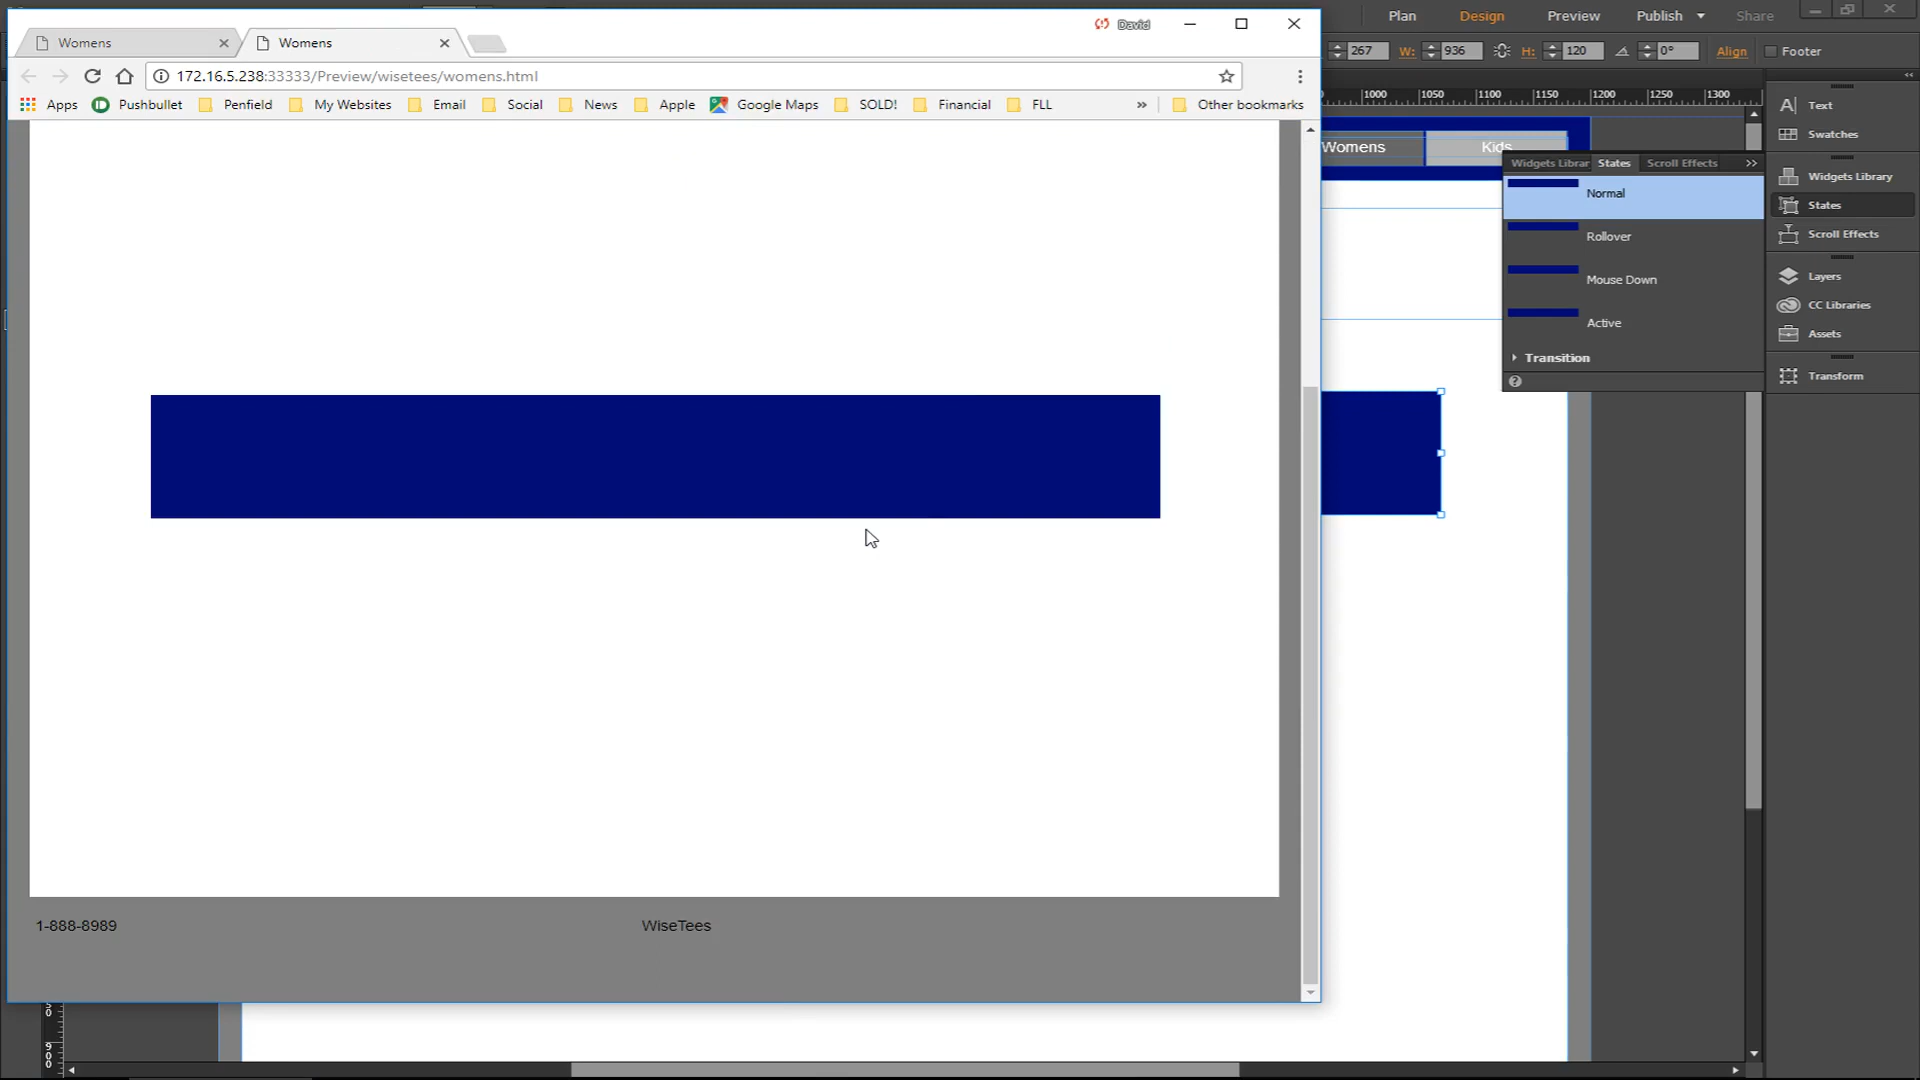 David
Plan Design Preview Publish Share
Womens Womens
267 W: 936 H: 120 0° Align Footer
172.16.5.238:33333/Preview/wisetees/womens.html
Apps Pushbullet Penfield My Websites Email Social News Apple Google Maps SOLD! Financial FLL » Other bookmarks
1000 1050 1100 1150 1200 1250 1300
Text
Swatches
Womens Kids
Widgets Librar States Scroll Effects
Normal
Rollover
Mouse Down
Active
Transition
Widgets Library
States
Scroll Effects
Layers
CC Libraries
Assets
Transform
1-888-8989 WiseTees
900